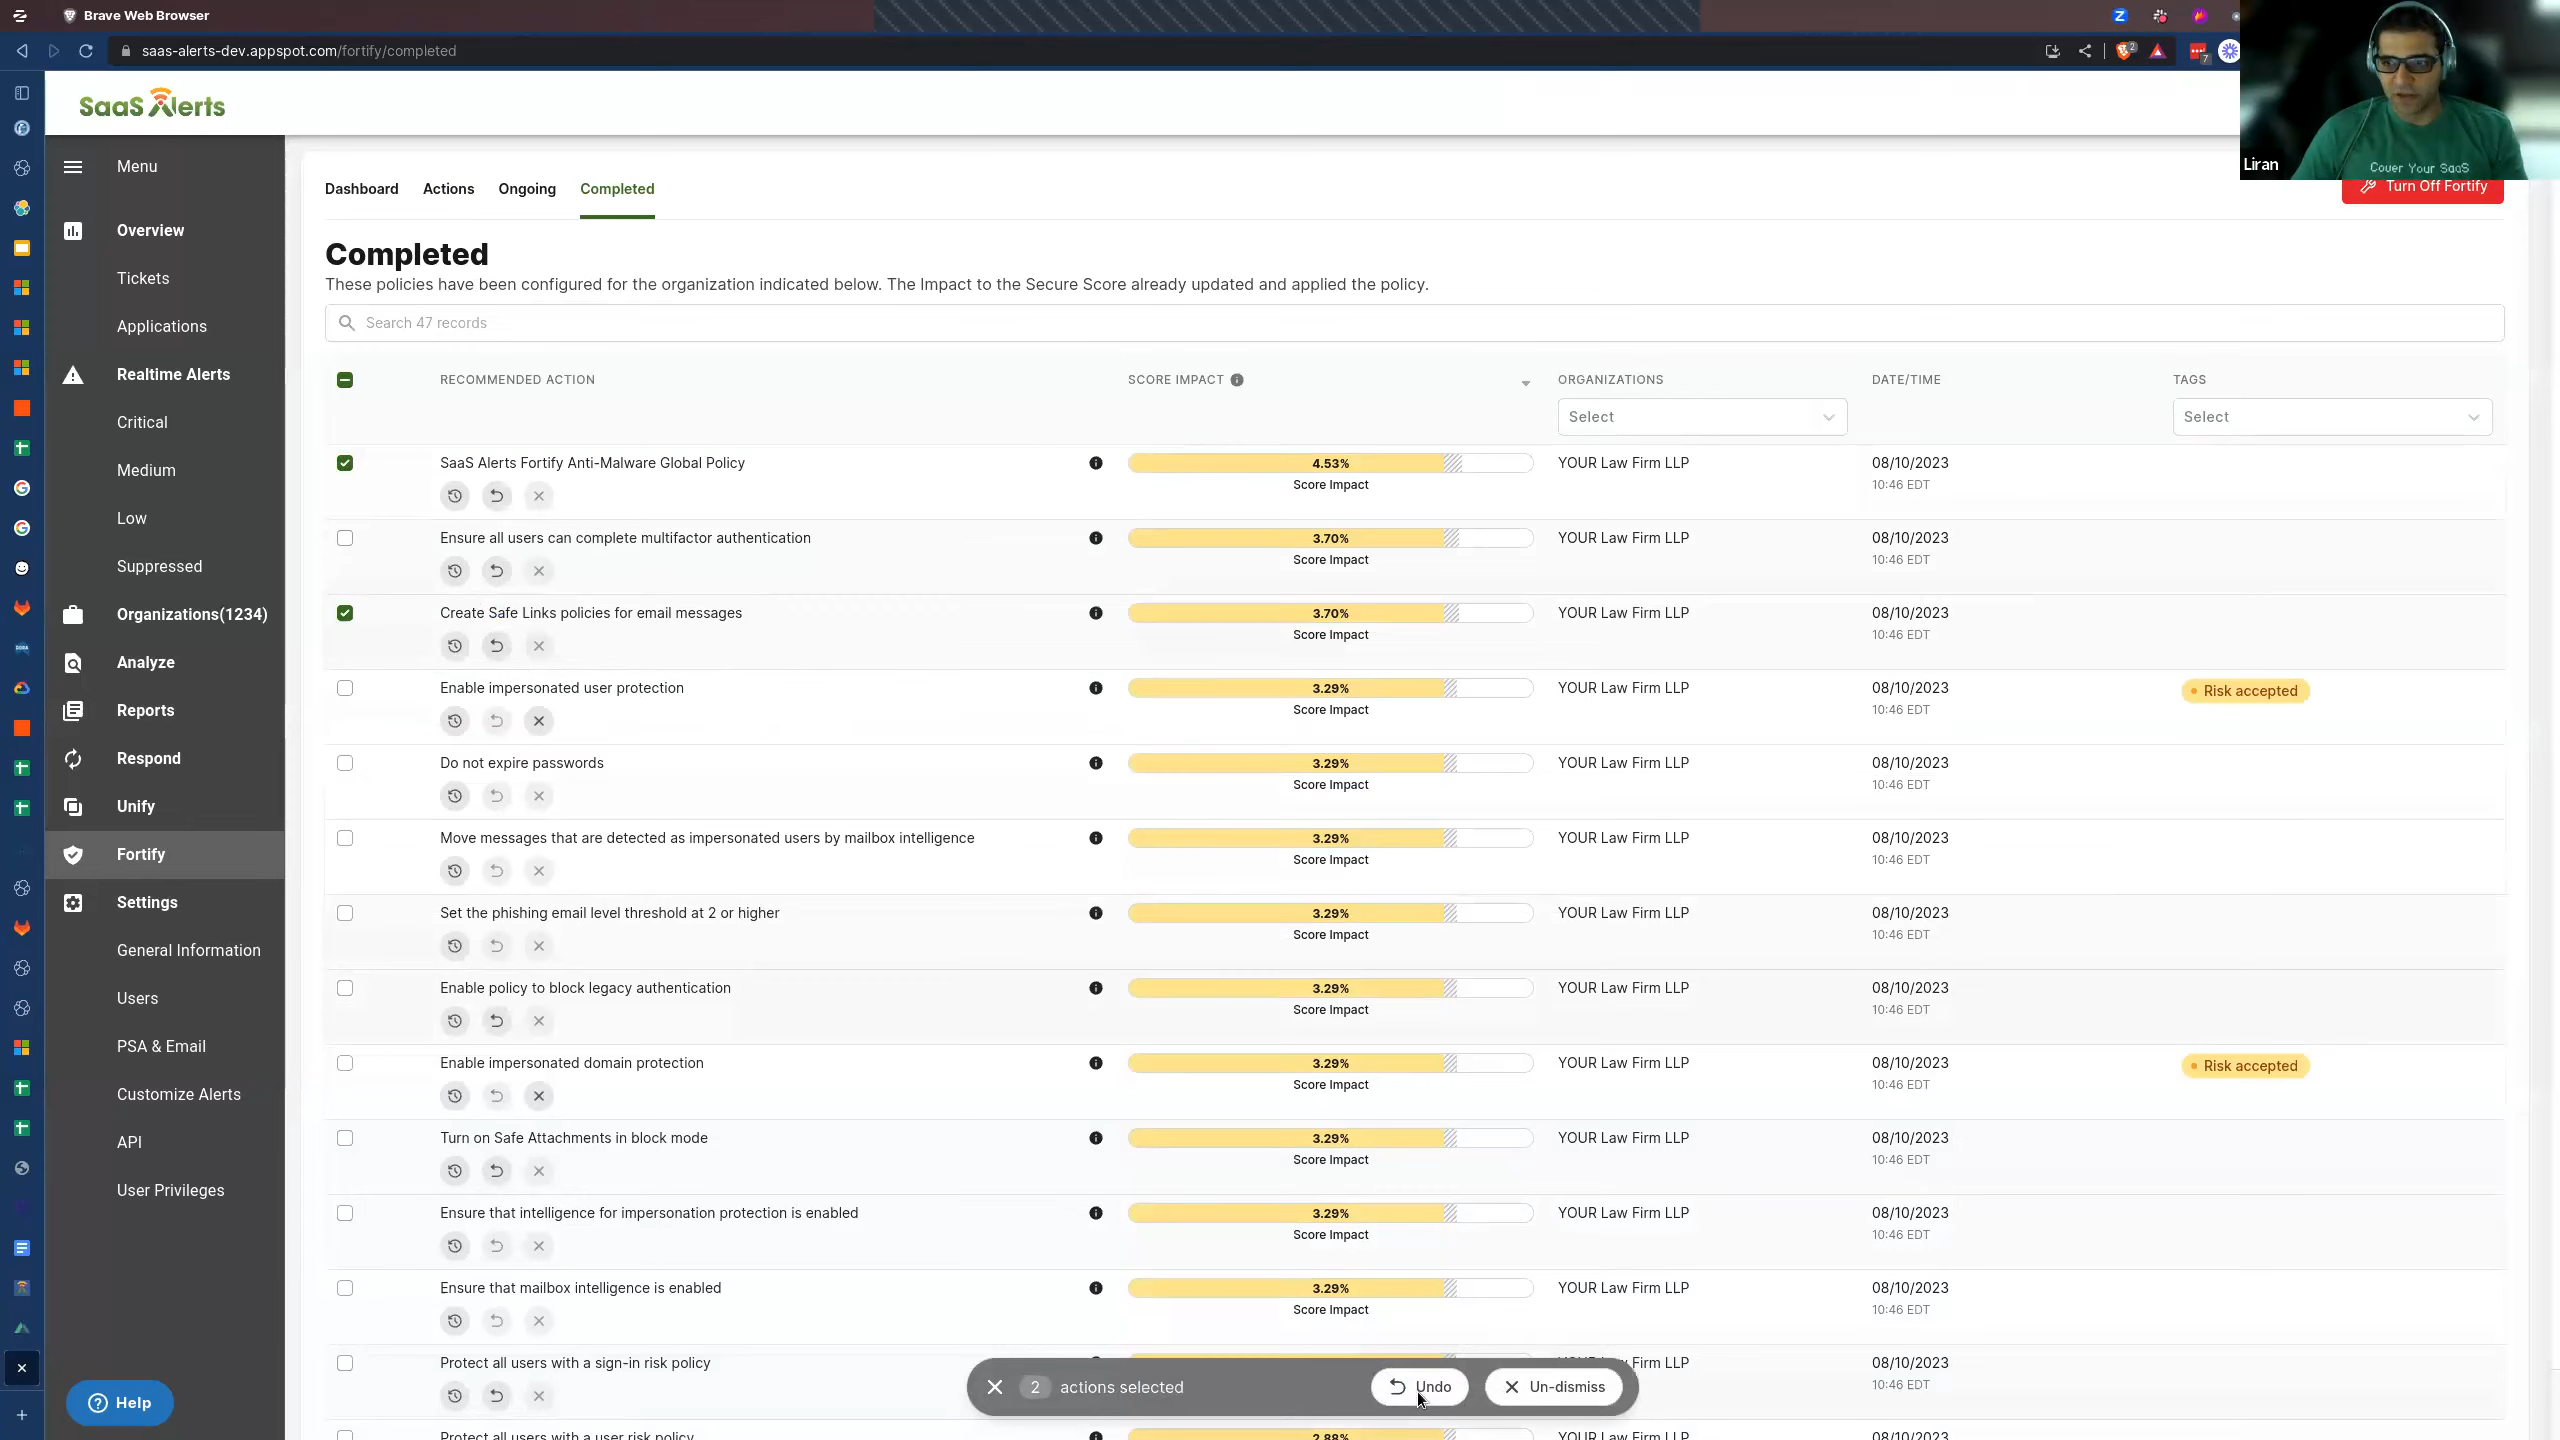 Brave Web Browser
saas-alerts-dev.appspot.com/fortify/completed
2
7
SaaS Alerts
Liran
Cover Your SaaS
Turn Off Fortify
Menu
Overview
Tickets
Applications
Realtime Alerts
Critical
Medium
Low
Suppressed
Organizations(1234)
Analyze
Reports
Respond
Unify
Fortify
Settings
General Information
Users
PSA & Email
Customize Alerts
API
User Privileges
Help
Dashboard
Actions
Ongoing
Completed
Completed
These policies have been configured for the organization indicated below. The Impact to the Secure Score already updated and applied the policy.
Search 47 records
RECOMMENDED ACTION
SCORE IMPACT
ORGANIZATIONS
DATE/TIME
TAGS
Select
Select
SaaS Alerts Fortify Anti-Malware Global Policy
4.53%
Score Impact
YOUR Law Firm LLP
08/10/2023
10:46 EDT
Ensure all users can complete multifactor authentication
3.70%
Score Impact
YOUR Law Firm LLP
08/10/2023
10:46 EDT
Create Safe Links policies for email messages
3.70%
Score Impact
YOUR Law Firm LLP
08/10/2023
10:46 EDT
Enable impersonated user protection
3.29%
Score Impact
YOUR Law Firm LLP
08/10/2023
10:46 EDT
Risk accepted
Do not expire passwords
3.29%
Score Impact
YOUR Law Firm LLP
08/10/2023
10:46 EDT
Move messages that are detected as impersonated users by mailbox intelligence
3.29%
Score Impact
YOUR Law Firm LLP
08/10/2023
10:46 EDT
Set the phishing email level threshold at 2 or higher
3.29%
Score Impact
YOUR Law Firm LLP
08/10/2023
10:46 EDT
Enable policy to block legacy authentication
3.29%
Score Impact
YOUR Law Firm LLP
08/10/2023
10:46 EDT
Enable impersonated domain protection
3.29%
Score Impact
YOUR Law Firm LLP
08/10/2023
10:46 EDT
Risk accepted
Turn on Safe Attachments in block mode
3.29%
Score Impact
YOUR Law Firm LLP
08/10/2023
10:46 EDT
Ensure that intelligence for impersonation protection is enabled
3.29%
Score Impact
YOUR Law Firm LLP
08/10/2023
10:46 EDT
Ensure that mailbox intelligence is enabled
3.29%
Score Impact
YOUR Law Firm LLP
08/10/2023
10:46 EDT
Protect all users with a sign-in risk policy
Firm LLP
08/10/2023
10:46 EDT
2 actions selected
Undo
Un-dismiss
Protect all users with a user risk policy
2.88%
YOUR Law Firm LLP
08/10/2023